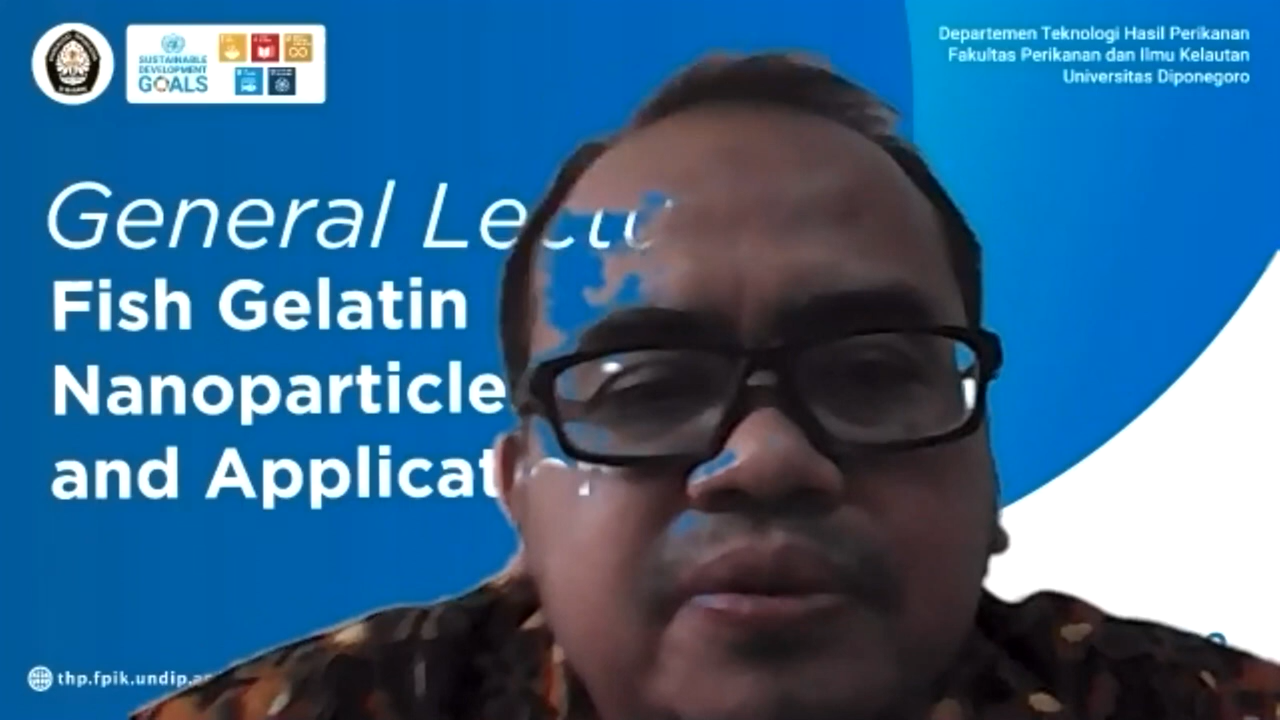 SUSTAINABLE
DEVELOPMENT
GOALS
Departemen Teknologi Hasil Perikanan
Fakultas Perikanan dan Ilmu Kelautan
Universitas Diponegoro
General Lectu
Fish Gelatin
Nanoparticle
and Applicat
thp.fpik.undip.ac